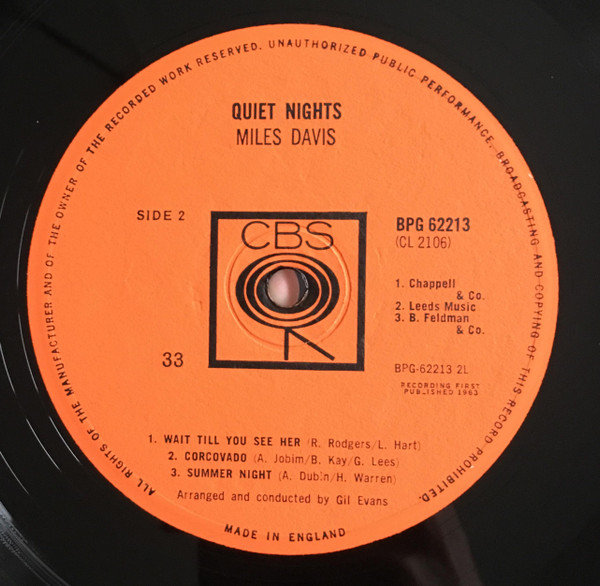 ALL RIGHTS OF THE MANUFACTURER AND OF THE OWNER OF THE RECORDED WORK RESERVED. UNAUTHORIZED PUBLIC PERFORMANCE, BROADCASTING AND COPYING OF THIS RECORD PROHIBITED.
QUIET NIGHTS
MILES DAVIS
SIDE 2
CBS
BPG 62213
(CL 2106)
1. Chappell
& Co.
2. Leeds Music
3. B. Feldman
& Co.
33
BPG-62213 2L
RECORDING FIRST
PUBLISHED 1963
1. WAIT TILL YOU SEE HER (R. Rodgers/L. Hart)
2. CORCOVADO (A. Jobim/B. Kay/G. Lees)
3. SUMMER NIGHT (A. Dubin/H. Warren)
Arranged and conducted by Gil Evans
MADE IN ENGLAND